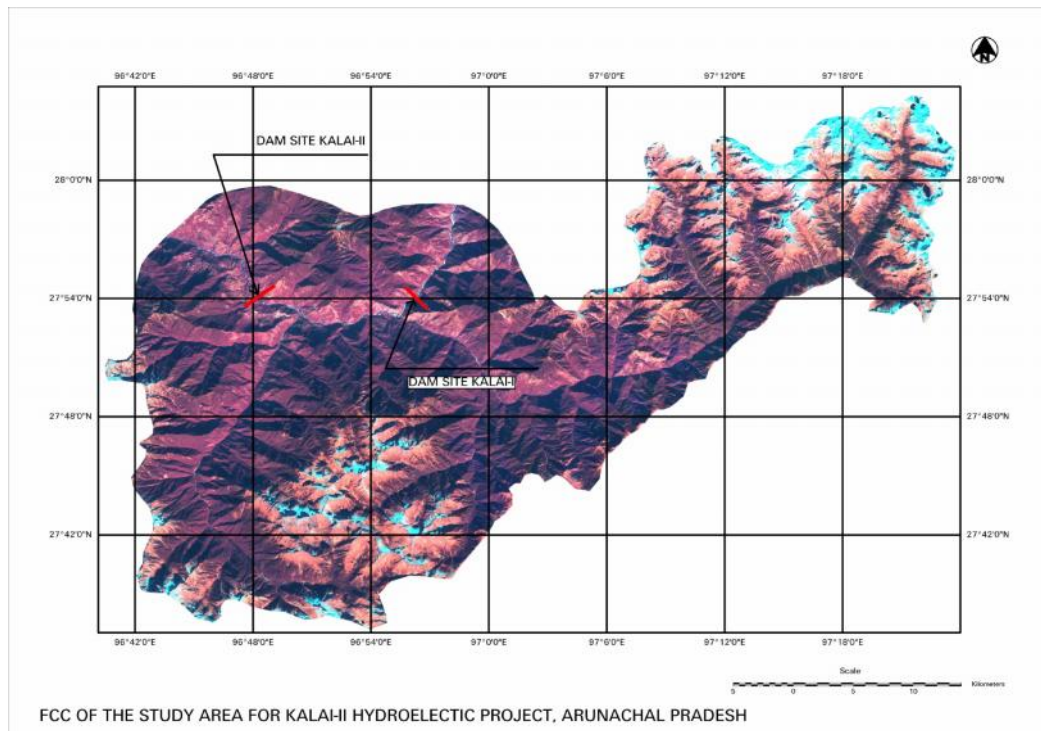 N
96°42'0"E 96°48'0"E 96°54'0"E 97°0'0"E 97°6'0"E 97°12'0"E 97°18'0"E
DAM SITE KALAI-II
28°0'0"N 28°0'0"N
27°54'0"N 27°54'0"N
DAM SITE KALAI-I
27°48'0"N 27°48'0"N
27°42'0"N 27°42'0"N
96°42'0"E 96°48'0"E 96°54'0"E 97°0'0"E 97°6'0"E 97°12'0"E 97°18'0"E
Scale
Kilometers
5 0 5 10
FCC OF THE STUDY AREA FOR KALAI-II HYDROELECTIC PROJECT, ARUNACHAL PRADESH